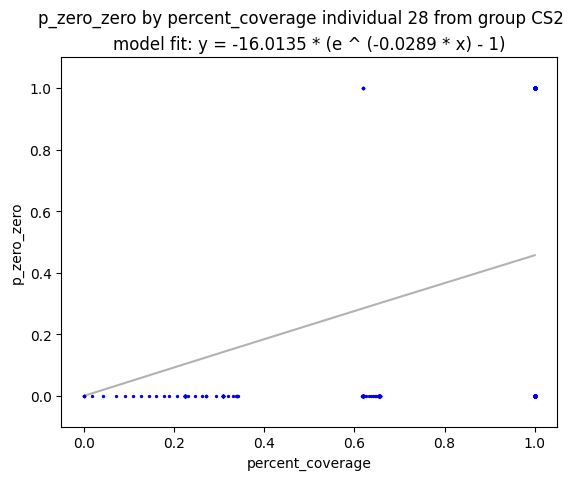 p_zero_zero by percent_coverage individual 28 from group CS2
model fit: y = -16.0135 * (e ^ (-0.0289 * x) - 1)
1.0
0.8
0.6
0.4
0.2
0.0
p_zero_zero
0.0 0.2 0.4 0.6 0.8 1.0
percent_coverage